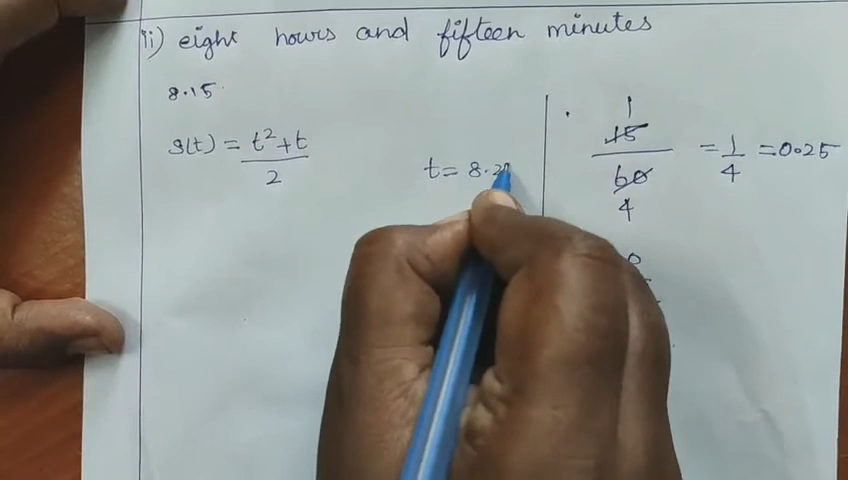 ii) eight hours and fifteen minutes
8.15
s(t) = t²+t / 2
t = 8.2
15/60 = 1/4 = 0.25
1
4